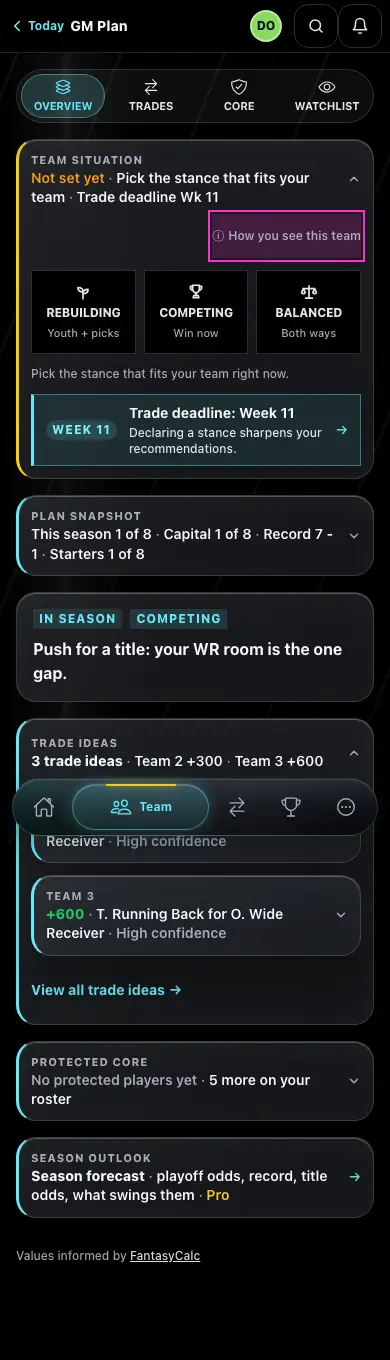 Today GM Plan DO
OVERVIEW TRADES CORE WATCHLIST
TEAM SITUATION
Not set yet · Pick the stance that fits your
team · Trade deadline Wk 11
How you see this team
REBUILDING COMPETING BALANCED
Youth + picks Win now Both ways
Pick the stance that fits your team right now.
WEEK 11
Trade deadline: Week 11
Declaring a stance sharpens your
recommendations.
→
PLAN SNAPSHOT
This season 1 of 8 · Capital 1 of 8 · Record 7 -
1 · Starters 1 of 8
IN SEASON COMPETING
Push for a title: your WR room is the one
gap.
TRADE IDEAS
3 trade ideas · Team 2 +300 · Team 3 +600
Team
Receiver · High confidence
TEAM 3
+600 · T. Running Back for O. Wide
Receiver · High confidence
View all trade ideas →
PROTECTED CORE
No protected players yet · 5 more on your
roster
SEASON OUTLOOK
Season forecast · playoff odds, record, title →
odds, what swings them · Pro
Values informed by FantasyCalc